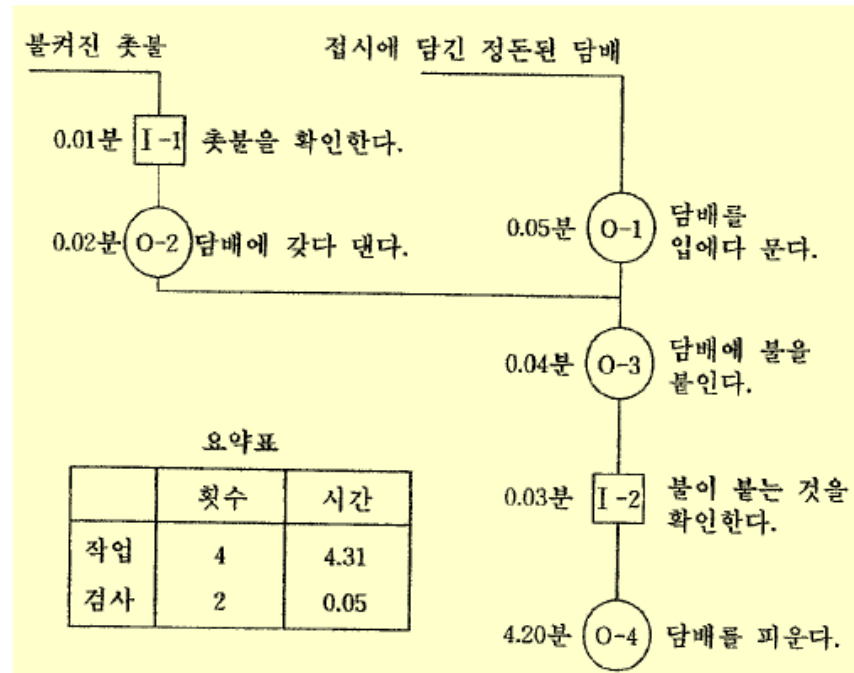 불켜진 촛불
접시에 담긴 정돈된 담배
0.01분 I-1 촛불을 확인한다.
0.02분 O-2 담배에 갖다 댄다.
0.05분 O-1 담배를
입에다 문다.
0.04분 O-3 담배에 불을
붙인다.
0.03분 I-2 불이 붙는 것을
확인한다.
4.20분 O-4 담배를 피운다.
요약표
횟수 시간
작업 4 4.31
검사 2 0.05